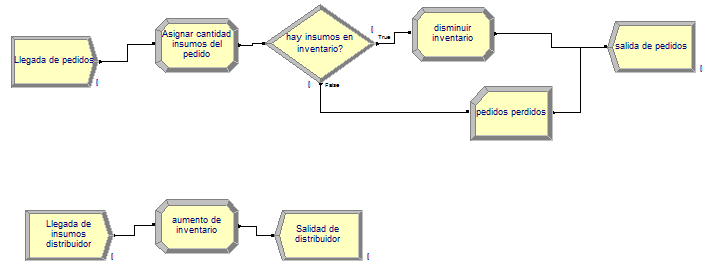 Llegada de pedidos
Asignar cantidad
insumos del
pedido
hay insumos en
inventario?
True
False
disminuir
inventario
pedidos perdidos
salida de pedidos
Llegada de
insumos
distribuidor
aumento de
inventario
Salidad de
distribuidor